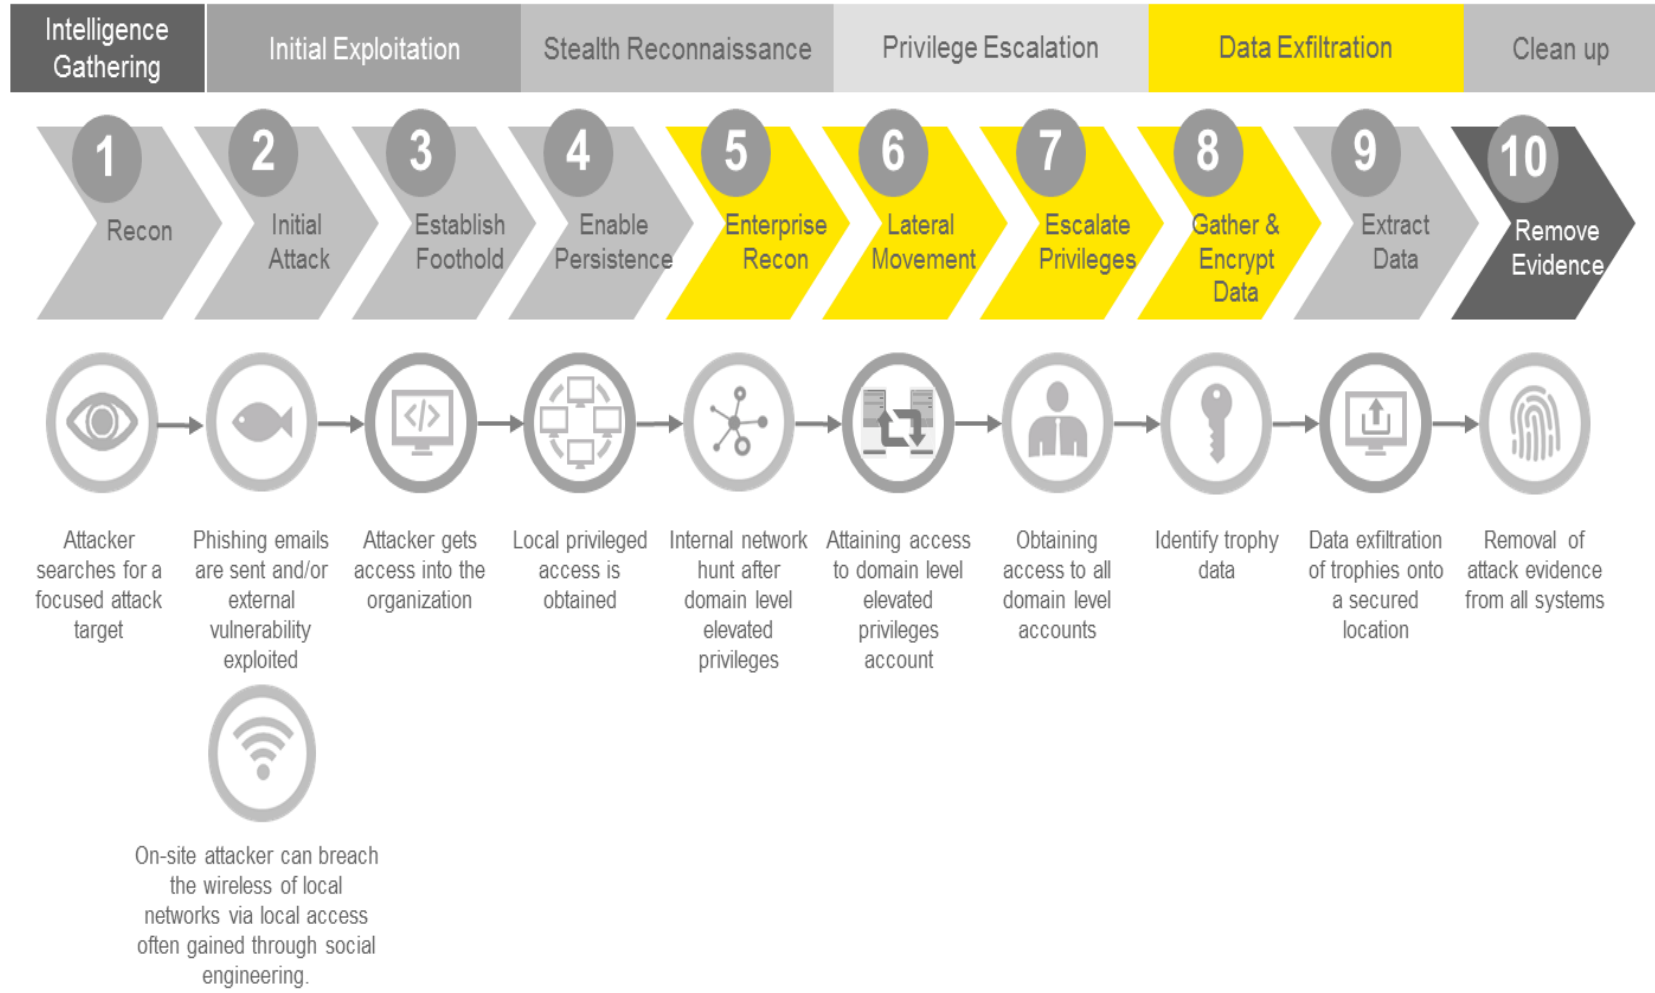 Intelligence
Gathering
Initial Exploitation
Stealth Reconnaissance
Privilege Escalation
Data Exfiltration
Clean up
1
Recon
2
Initial
Attack
3
Establish
Foothold
4
Enable
Persistence
5
Enterprise
Recon
6
Lateral
Movement
7
Escalate
Privileges
8
Gather &
Encrypt
Data
9
Extract
Data
10
Remove
Evidence
</>
Attacker
searches for a
focused attack
target
Phishing emails
are sent and/or
external
vulnerability
exploited
Attacker gets
access into the
organization
Local privileged
access is
obtained
Internal network
hunt after
domain level
elevated
privileges
Attaining access
to domain level
elevated
privileges
account
Obtaining
access to all
domain level
accounts
Identify trophy
data
Data exfiltration
of trophies onto
a secured
location
Removal of
attack evidence
from all systems
On-site attacker can breach
the wireless of local
networks via local access
often gained through social
engineering.